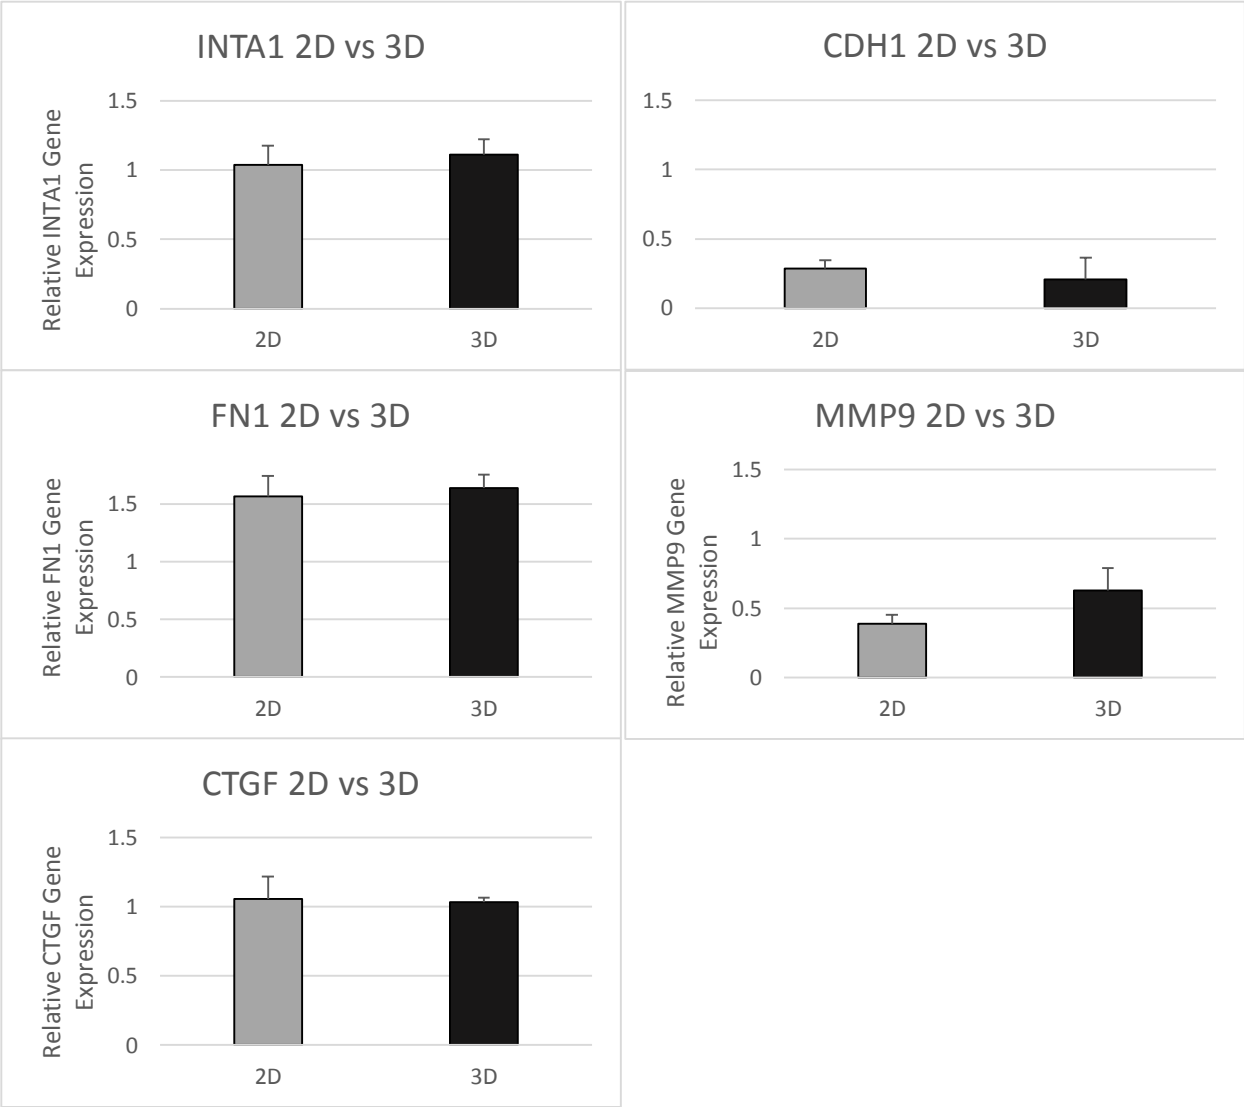 INTA1 2D vs 3D
Relative INTA1 Gene
Expression
1.5
1
0.5
0
2D
3D
CDH1 2D vs 3D
1.5
1
0.5
0
2D
3D
FN1 2D vs 3D
Relative FN1 Gene
Expression
1.5
1
0.5
0
2D
3D
MMP9 2D vs 3D
Relative MMP9 Gene
Expression
1.5
1
0.5
0
2D
3D
CTGF 2D vs 3D
Relative CTGF Gene
Expression
1.5
1
0.5
0
2D
3D